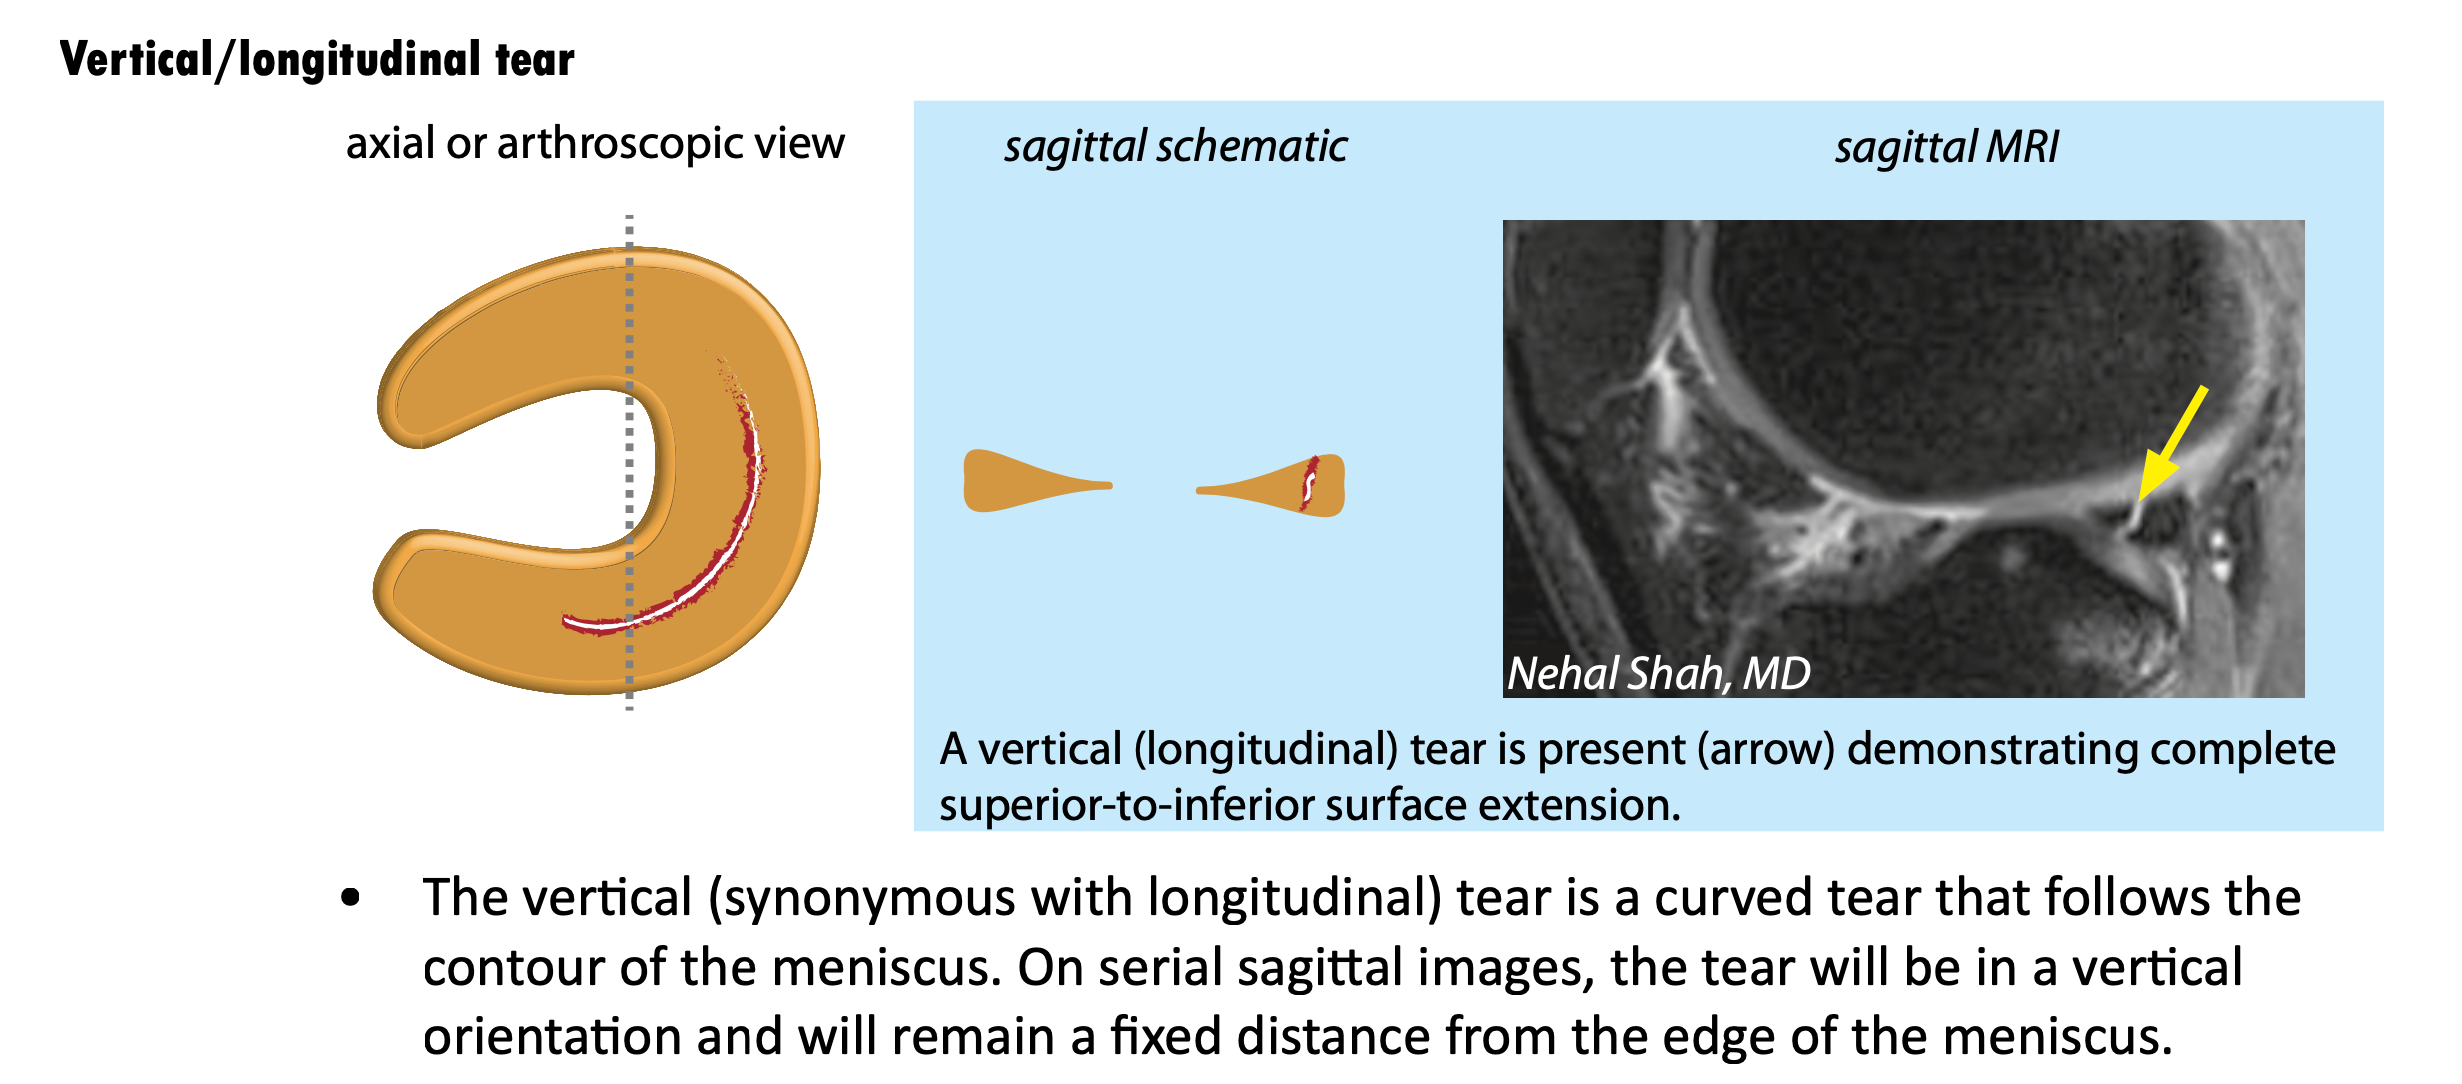 Vertical/longitudinal tear
axial or arthroscopic view
sagittal schematic
sagittal MRI
Nehal Shah, MD
A vertical (longitudinal) tear is present (arrow) demonstrating complete
superior-to-inferior surface extension.
• The vertical (synonymous with longitudinal) tear is a curved tear that follows the
contour of the meniscus. On serial sagittal images, the tear will be in a vertical
orientation and will remain a fixed distance from the edge of the meniscus.